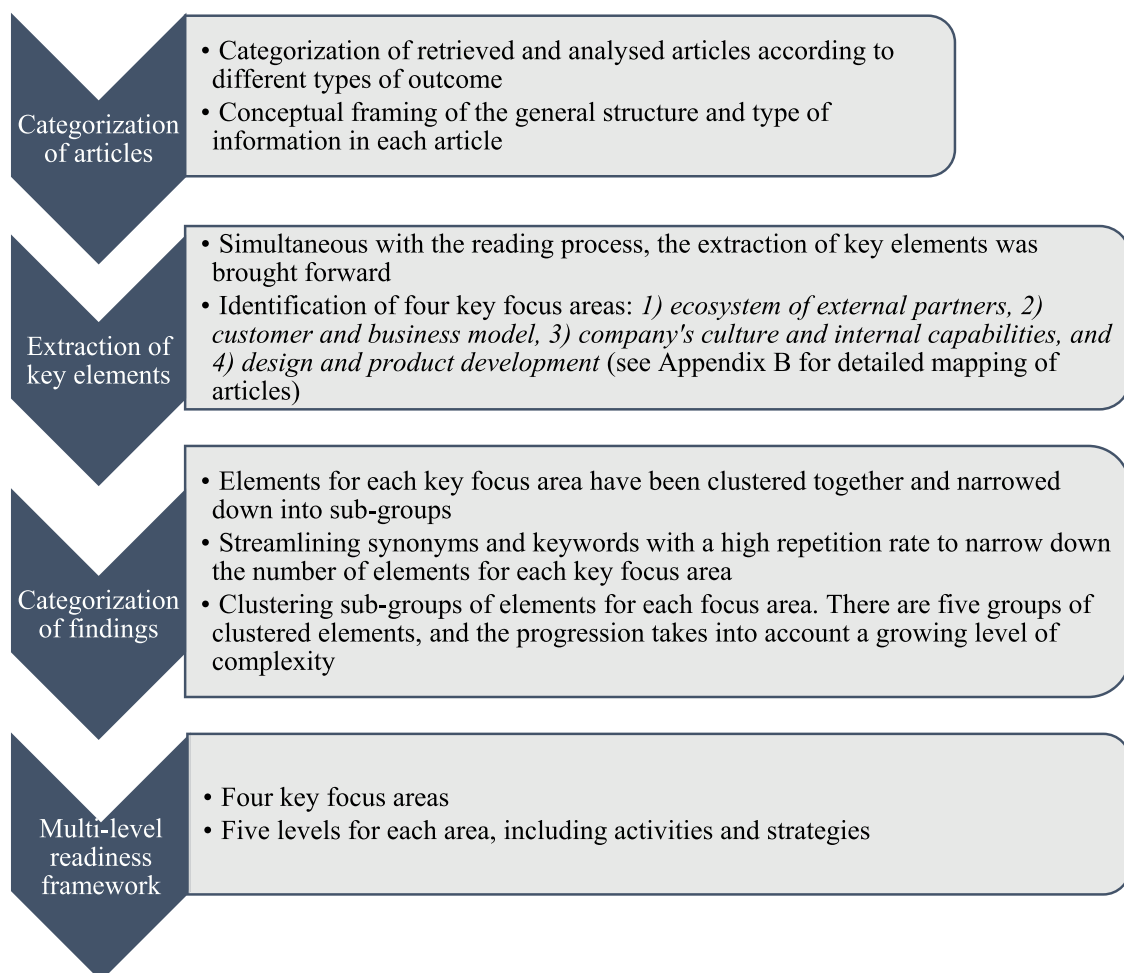 Categorization
of articles
• Categorization of retrieved and analysed articles according to
different types of outcome
• Conceptual framing of the general structure and type of
information in each article
Extraction of
key elements
• Simultaneous with the reading process, the extraction of key elements was
brought forward
• Identification of four key focus areas: 1) ecosystem of external partners, 2)
customer and business model, 3) company's culture and internal capabilities, and
4) design and product development (see Appendix B for detailed mapping of
articles)
Categorization
of findings
• Elements for each key focus area have been clustered together and narrowed
down into sub-groups
• Streamlining synonyms and keywords with a high repetition rate to narrow down
the number of elements for each key focus area
• Clustering sub-groups of elements for each focus area. There are five groups of
clustered elements, and the progression takes into account a growing level of
complexity
Multi-level
readiness
framework
• Four key focus areas
• Five levels for each area, including activities and strategies